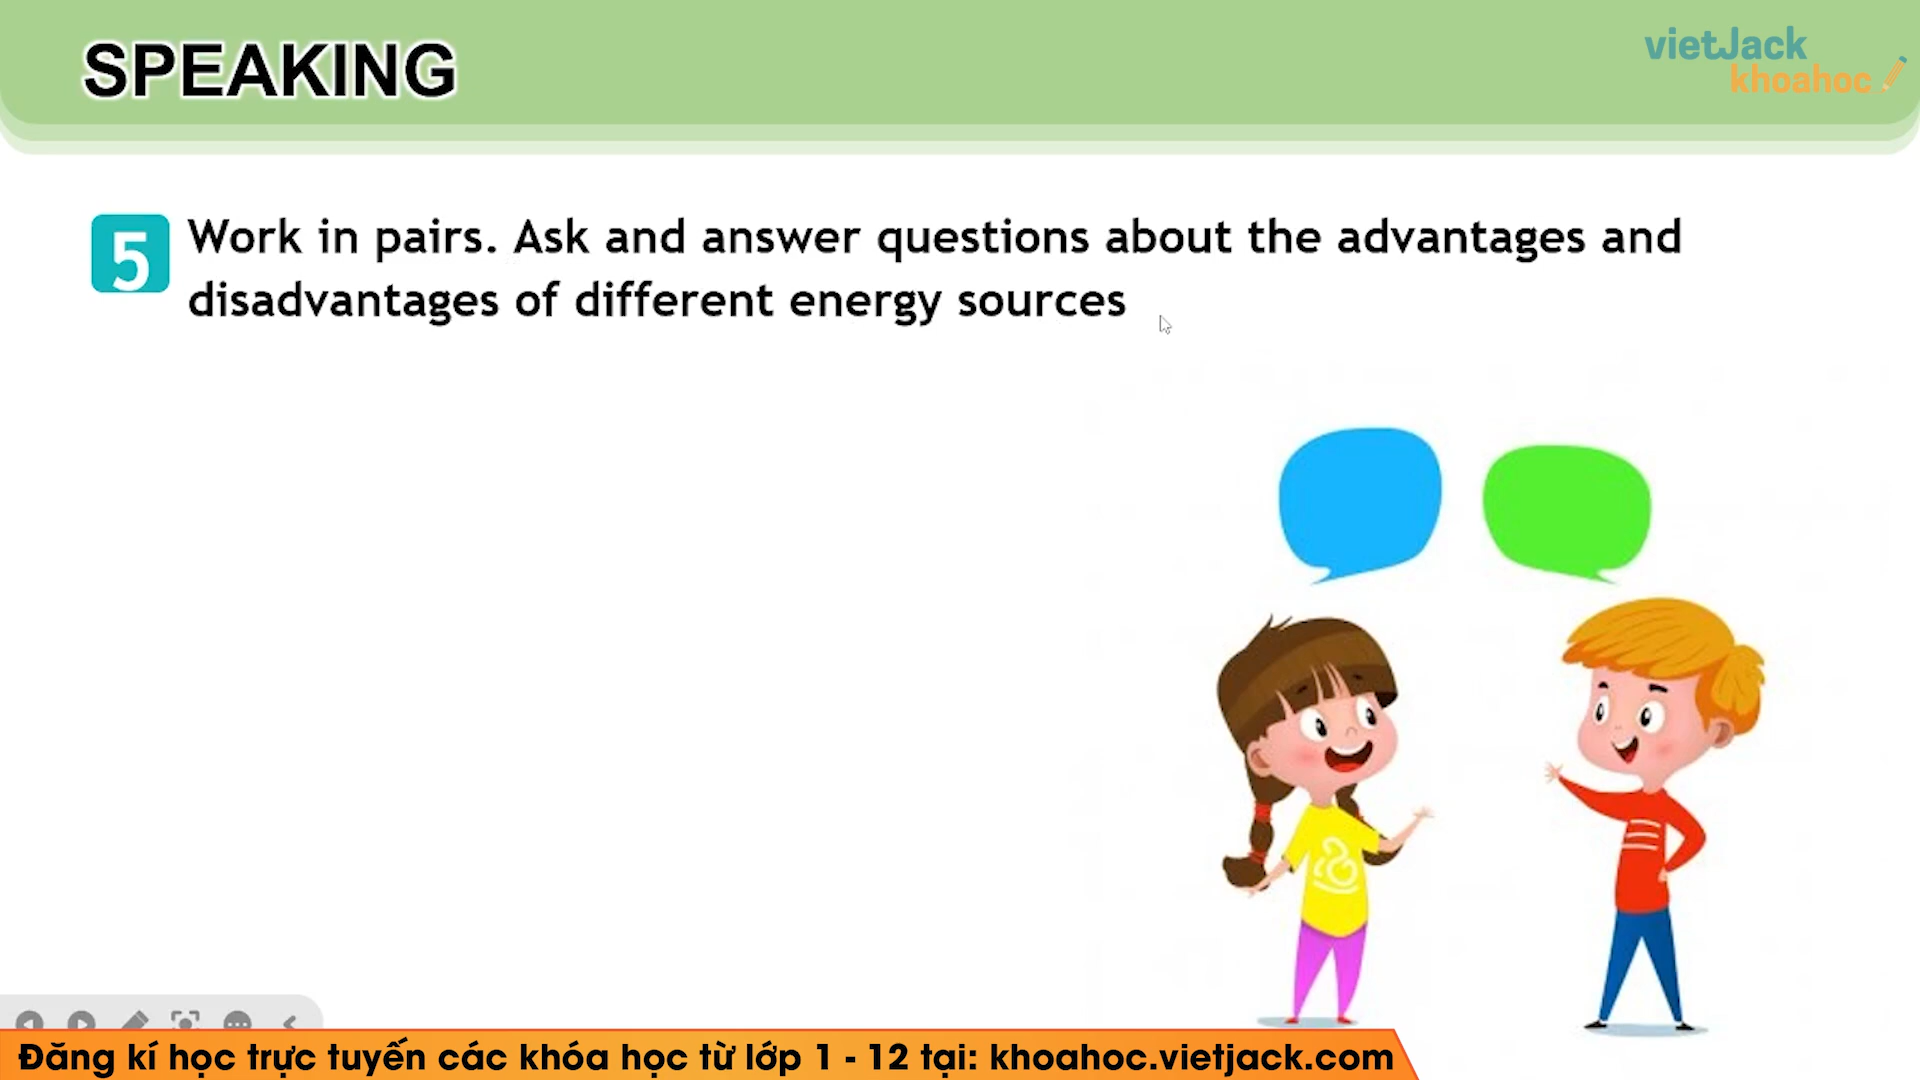 SPEAKING
vietJack
khoahoc
5
Work in pairs. Ask and answer questions about the advantages and
disadvantages of different energy sources
Đăng kí học trực tuyến các khóa học từ lớp 1 - 12 tại: khoahoc.vietjack.com